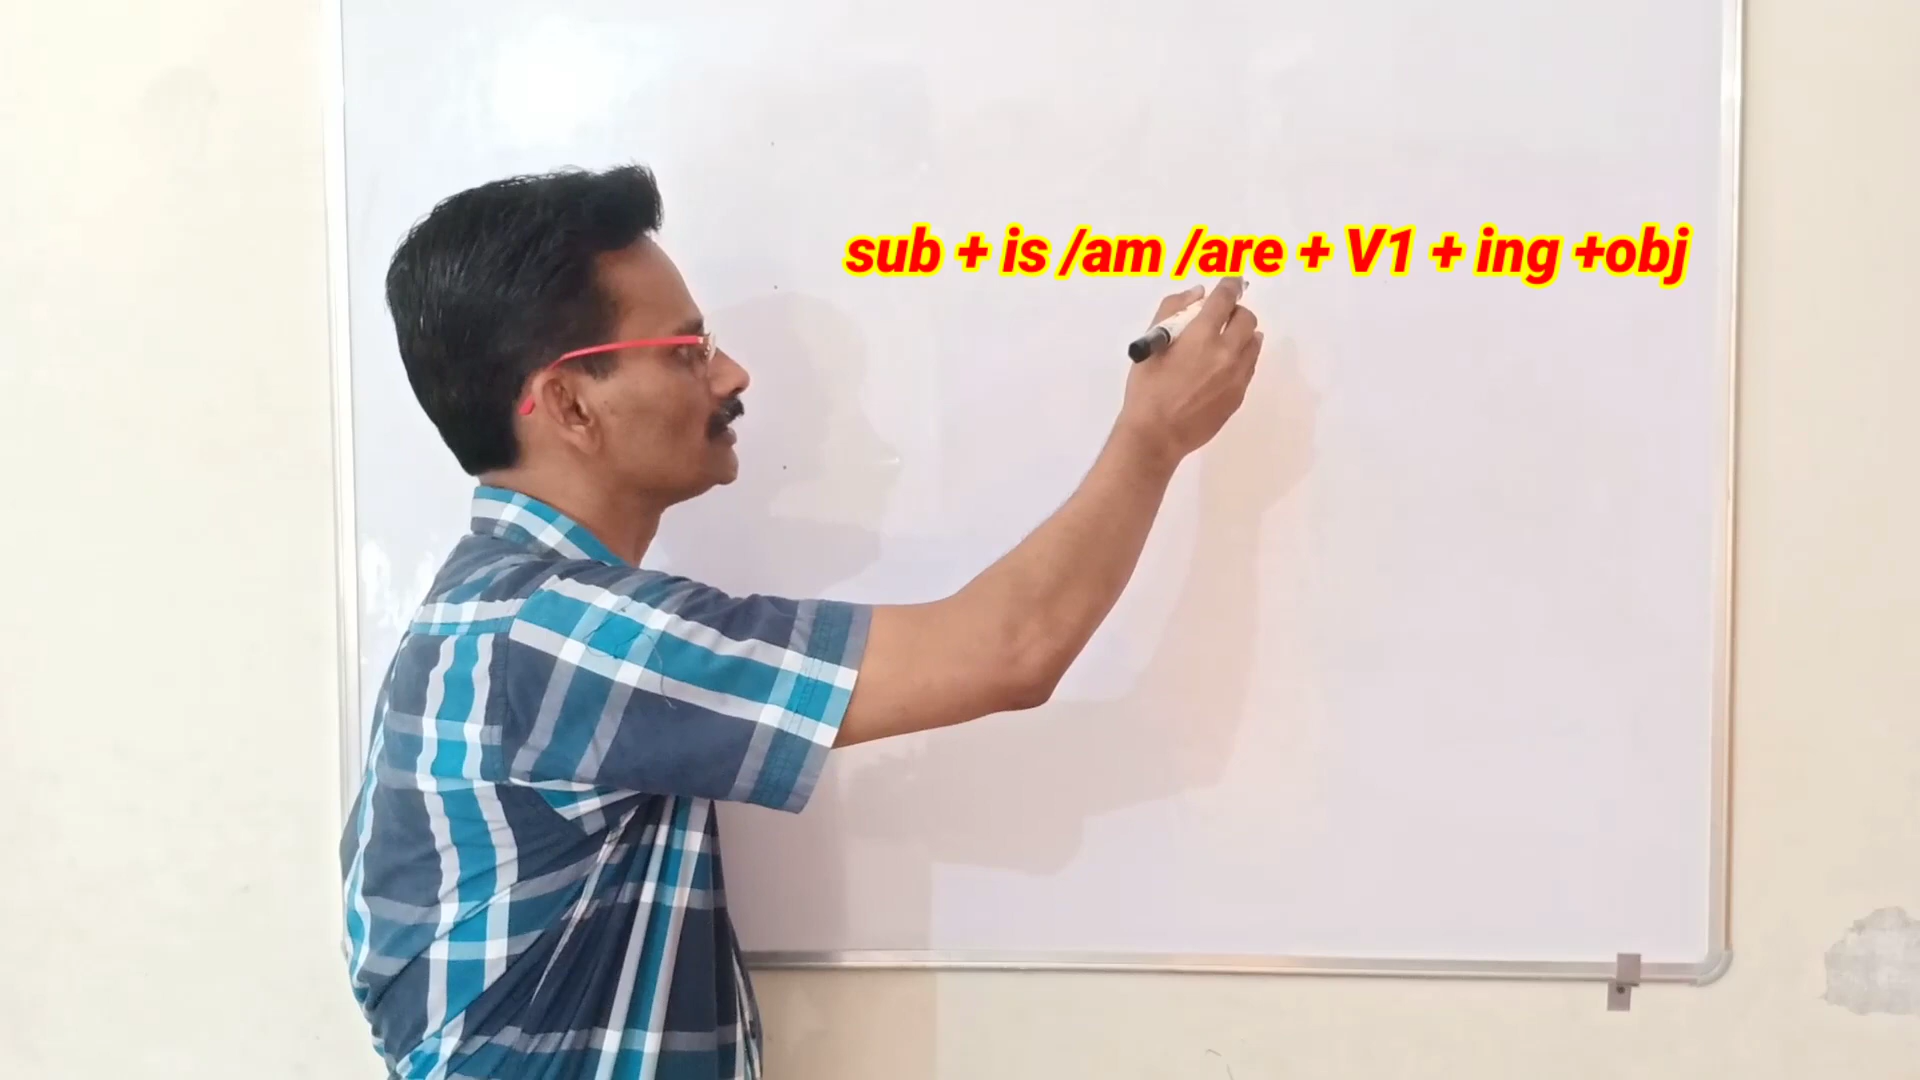 sub + is /am /are + V1 + ing +obj